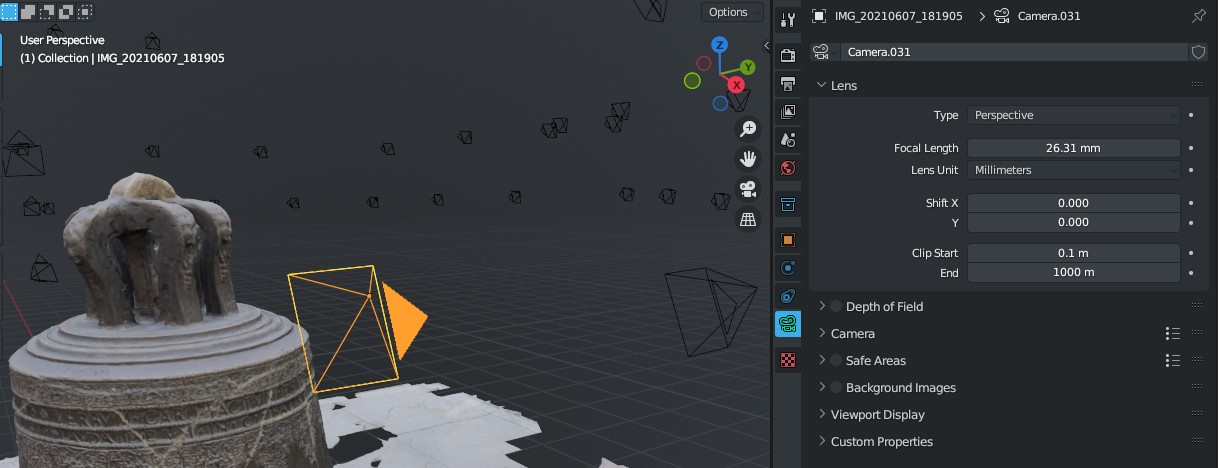 Options
User Perspective
(1) Collection | IMG_20210607_181905
Z
Y
X
IMG_20210607_181905 > Camera.031
Camera.031
Lens
Type Perspective
Focal Length 26.31 mm
Lens Unit Millimeters
Shift X 0.000
Y 0.000
Clip Start 0.1 m
End 1000 m
Depth of Field
Camera
Safe Areas
Background Images
Viewport Display
Custom Properties